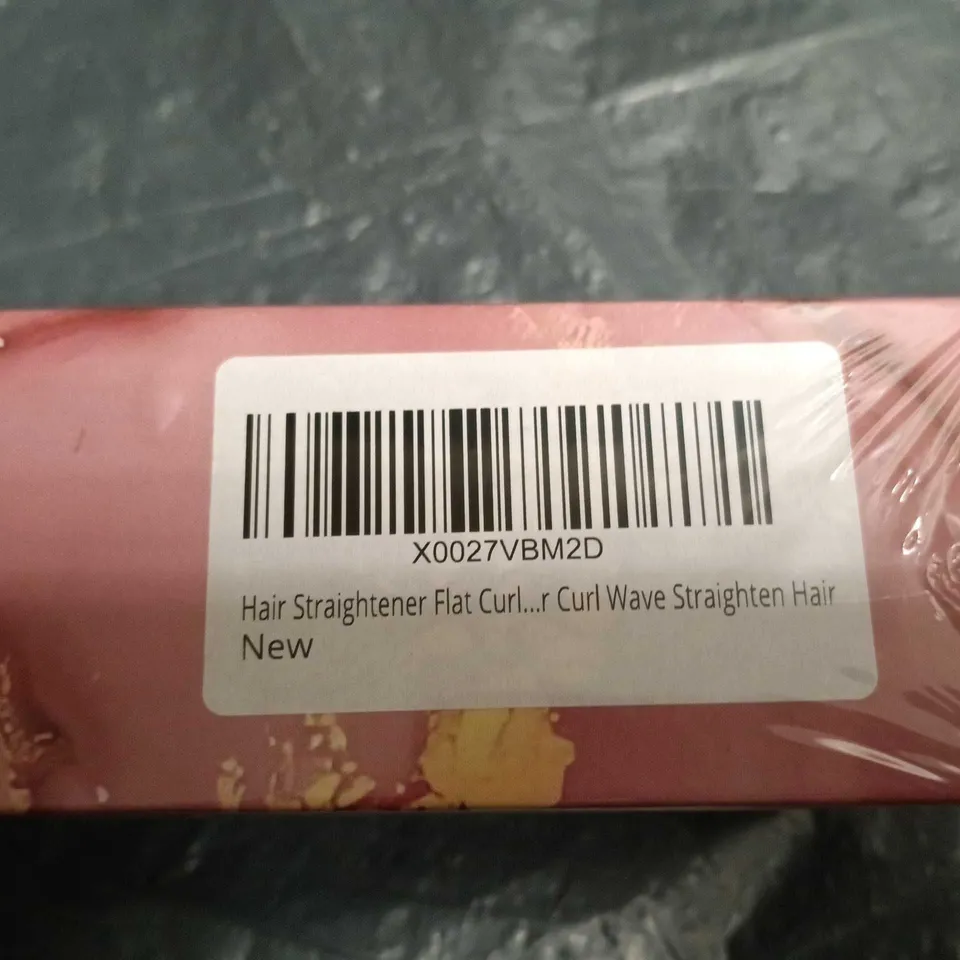 X0027VBM2D
Hair Straightener Flat Curl...r Curl Wave Straighten Hair
New